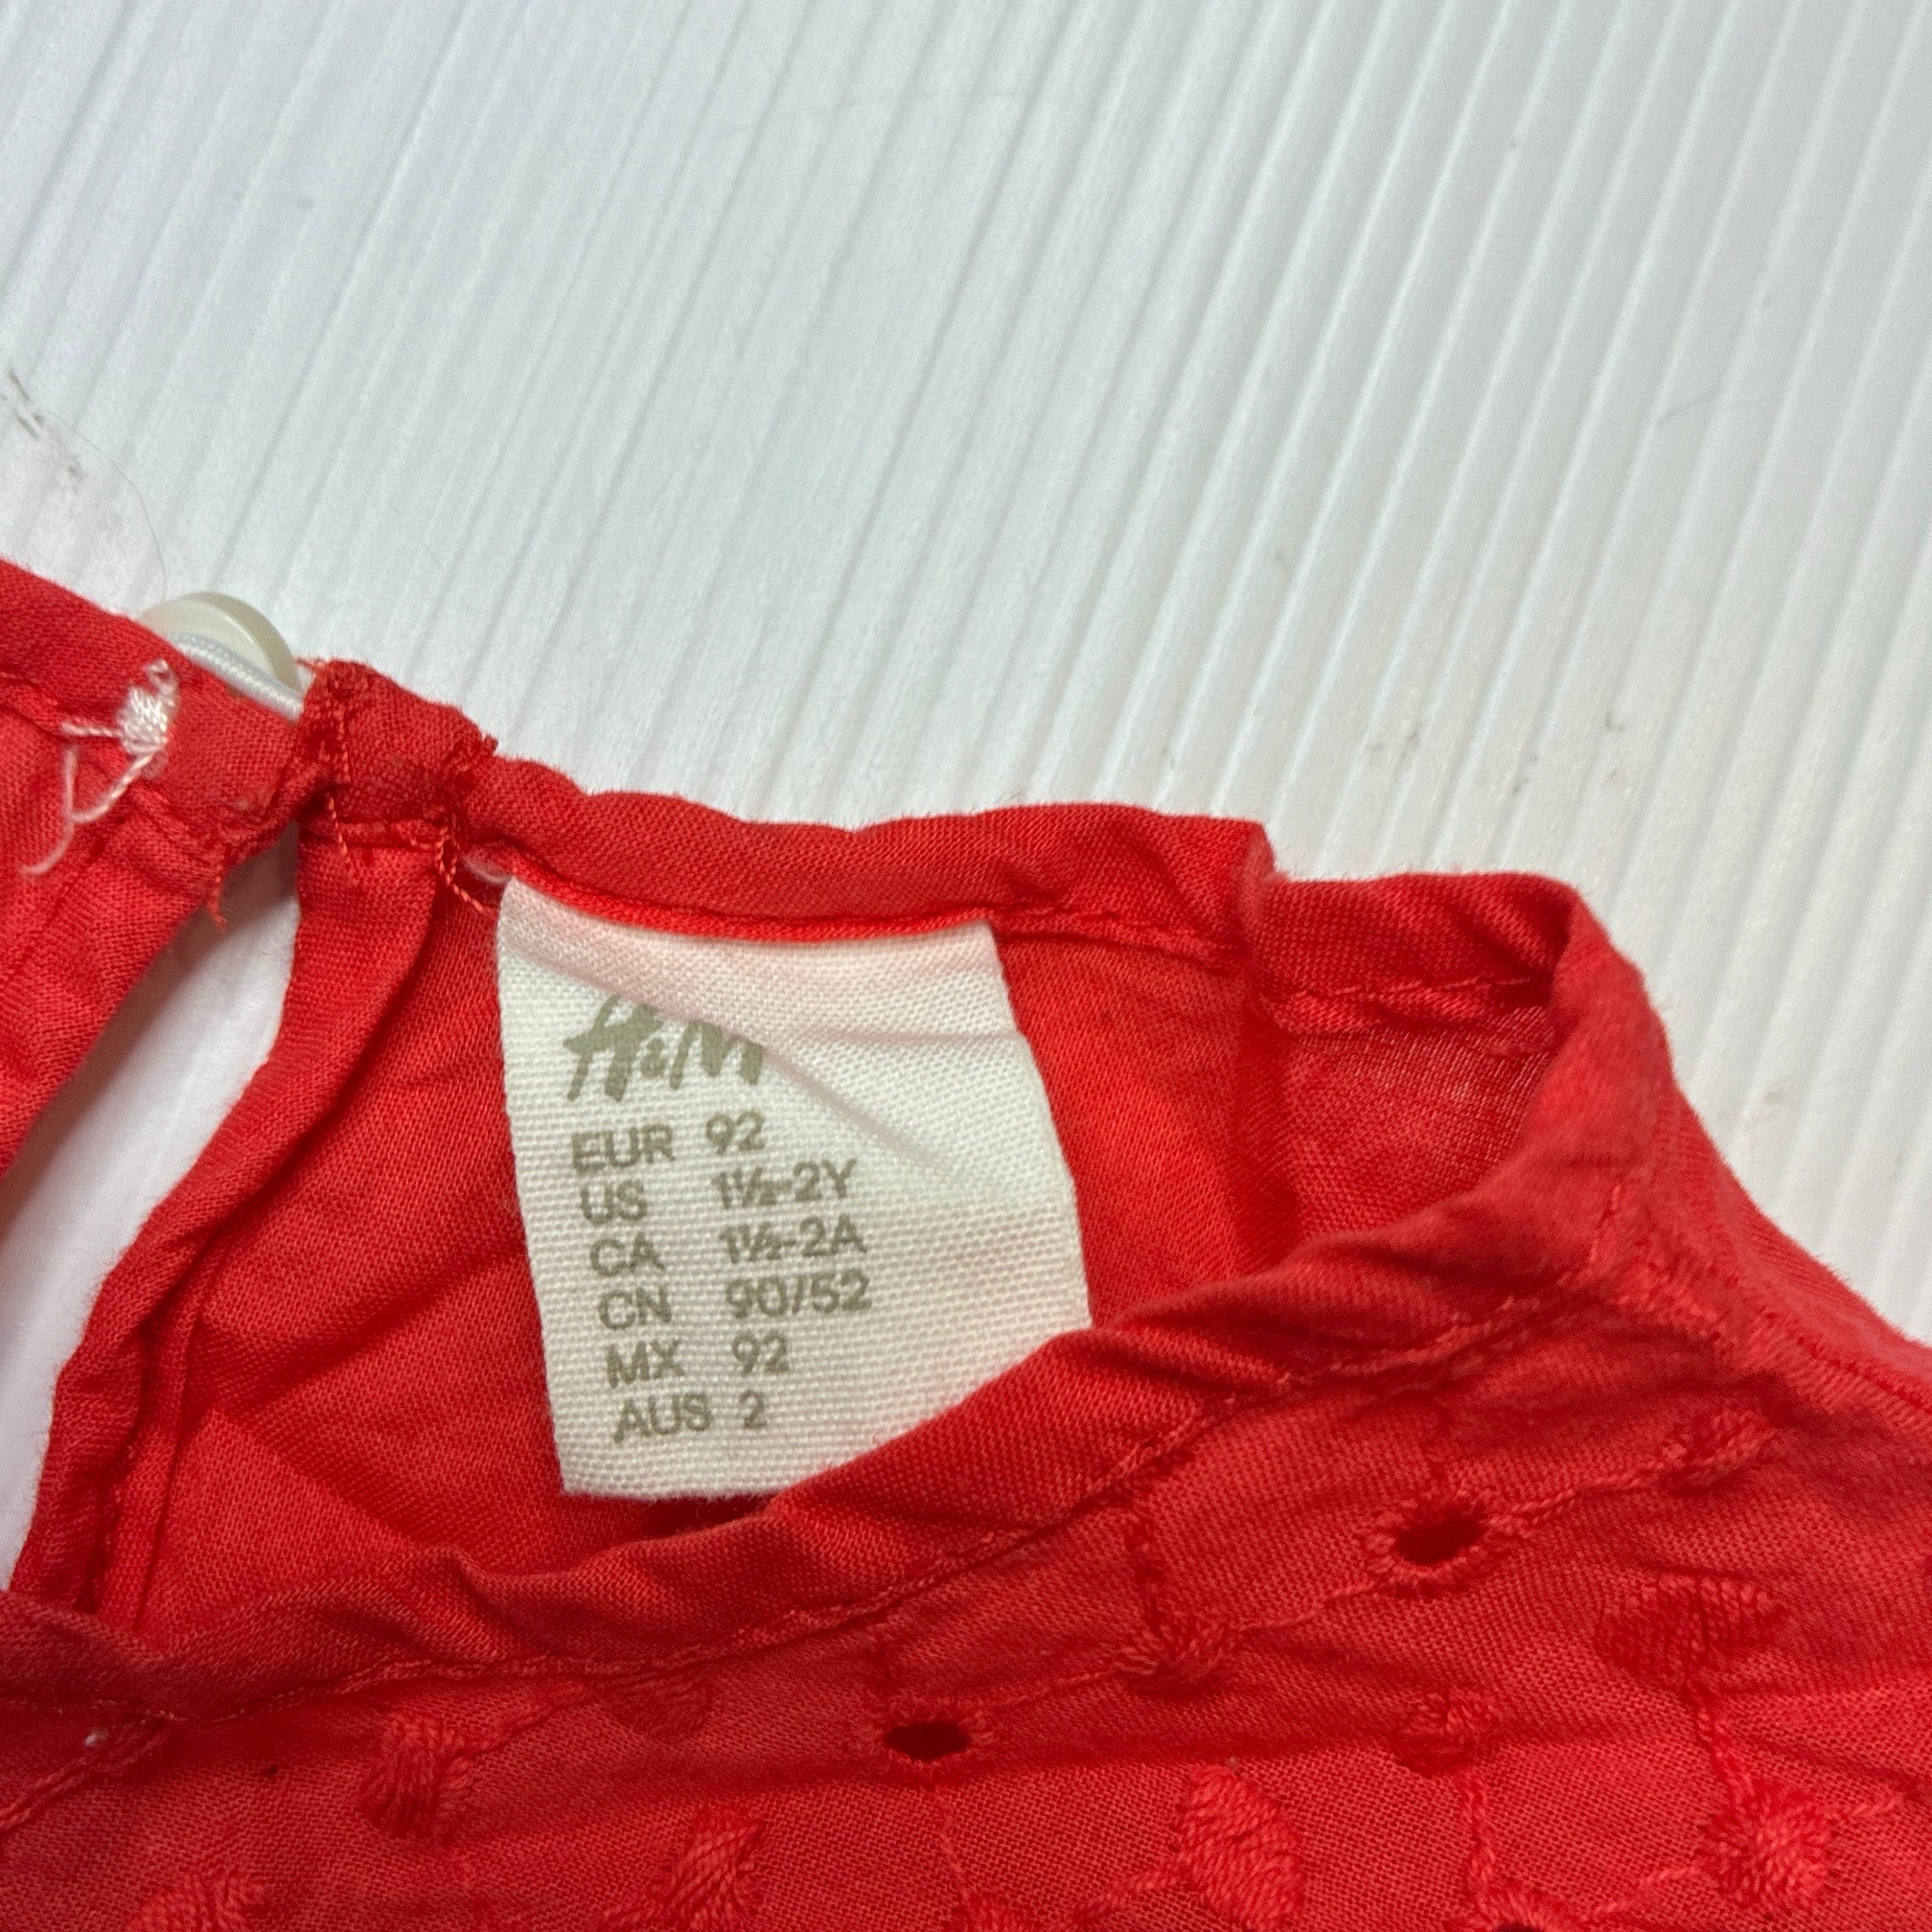 H&M
EUR 92
US 1½-2Y
CA 1½-2A
CN 90/52
MX 92
AUS 2